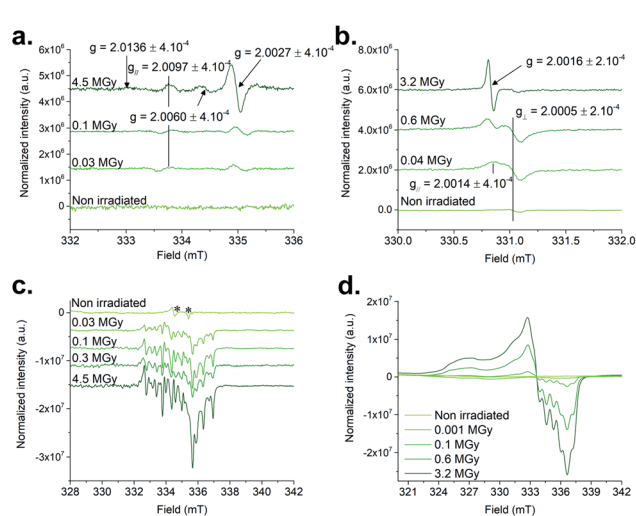 a.
g = 2.0136 ± 4.10-4
g// = 2.0097 ± 4.10-4
g = 2.0027 ± 4.10-4
g = 2.0060 ± 4.10-4
6x10⁶
5x10⁶
4x10⁶
3x10⁶
2x10⁶
1x10⁶
0
4.5 MGy
0.1 MGy
0.03 MGy
Non irradiated
332 333 334 335 336
Field (mT)
Normalized intensity (a.u.)
b.
g = 2.0016 ± 2.10-4
g⊥ = 2.0005 ± 2.10-4
g// = 2.0014 ± 4.10-4
8.0x10⁶
6.0x10⁶
4.0x10⁶
2.0x10⁶
0.0
3.2 MGy
0.6 MGy
0.04 MGy
Non irradiated
330.0 330.5 331.0 331.5 332.0
Field (mT)
Normalized intensity (a.u.)
c.
Non irradiated
0.03 MGy
0.1 MGy
0.3 MGy
4.5 MGy
* *
0
-1x10⁷
-2x10⁷
-3x10⁷
328 330 332 334 336 338 340 342
Field (mT)
Normalized intensity (a.u.)
d.
2x10⁷
1x10⁷
0
-1x10⁷
-2x10⁷
Non irradiated
0.001 MGy
0.1 MGy
0.6 MGy
3.2 MGy
321 324 327 330 333 336 339 342
Field (mT)
Normalized intensity (a.u.)